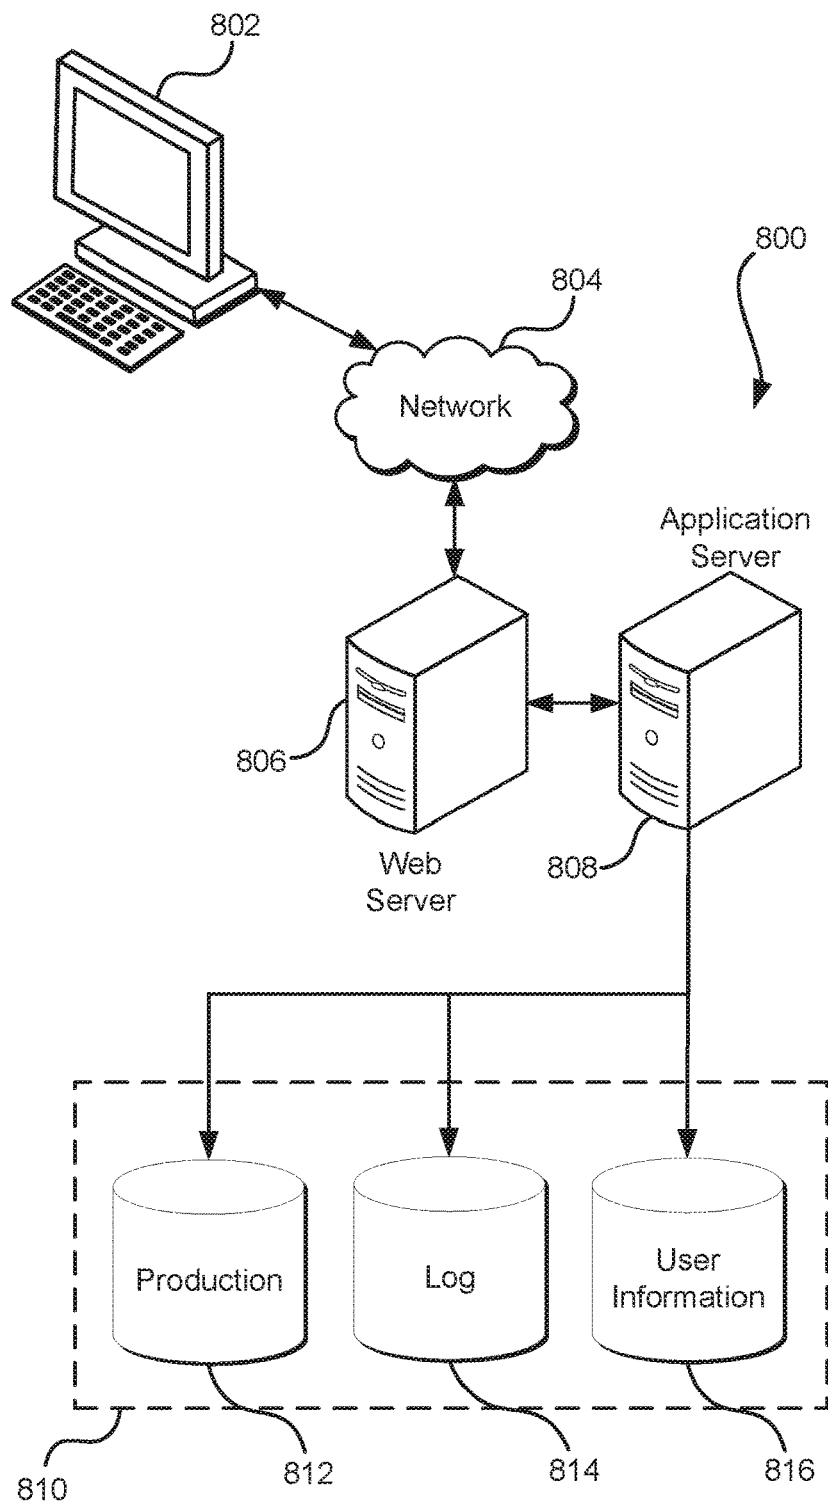 802
800
804
Network
Application
Server
806
808
Web
Server
Production
Log
User
Information
810
812
814
816